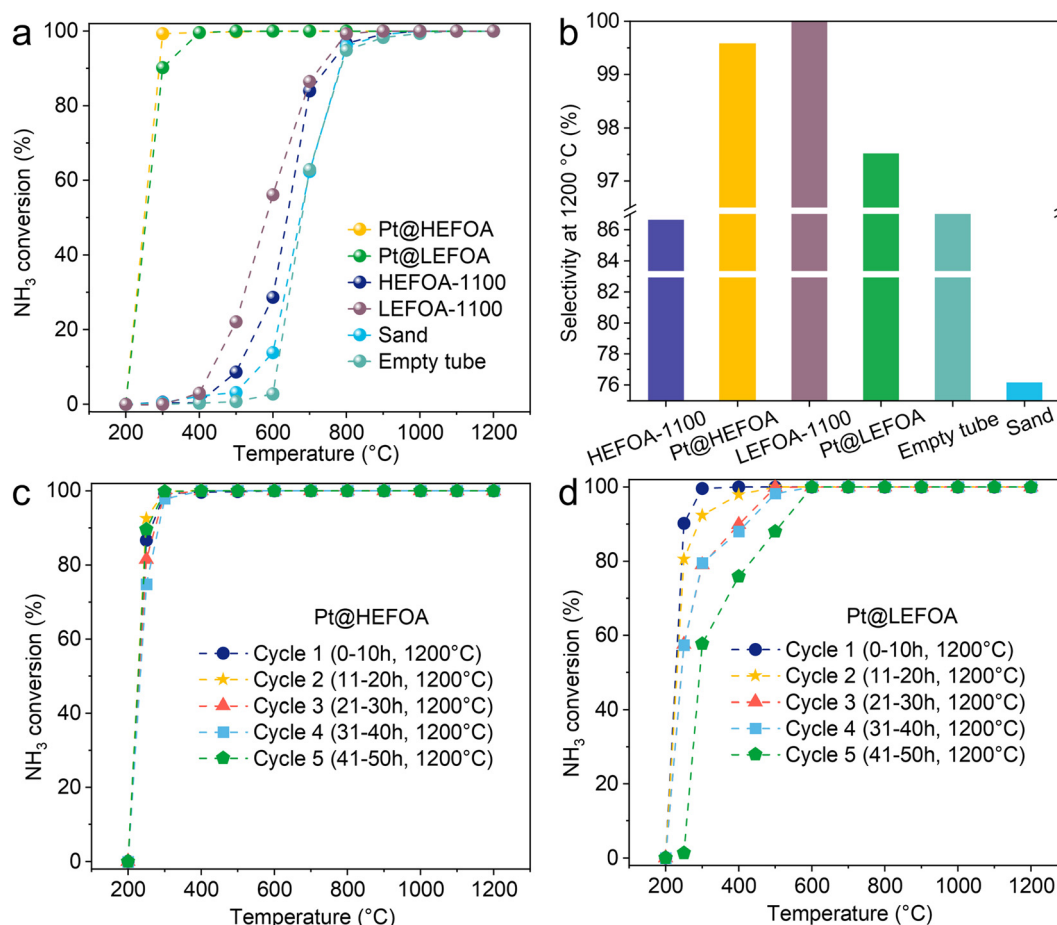 a
NH₃ conversion (%)
100
80
60
40
20
0
Pt@HEFOA
Pt@LEFOA
HEFOA-1100
LEFOA-1100
Sand
Empty tube
200 400 600 800 1000 1200
Temperature (°C)
b
Selectivity at 1200 °C (%)
100
99
98
97
86
84
82
80
78
76
HEFOA-1100
Pt@HEFOA
LEFOA-1100
Pt@LEFOA
Empty tube
Sand
c
NH₃ conversion (%)
100
80
60
40
20
0
Pt@HEFOA
Cycle 1 (0-10h, 1200°C)
Cycle 2 (11-20h, 1200°C)
Cycle 3 (21-30h, 1200°C)
Cycle 4 (31-40h, 1200°C)
Cycle 5 (41-50h, 1200°C)
200 400 600 800 1000 1200
Temperature (°C)
d
NH₃ conversion (%)
100
80
60
40
20
0
Pt@LEFOA
Cycle 1 (0-10h, 1200°C)
Cycle 2 (11-20h, 1200°C)
Cycle 3 (21-30h, 1200°C)
Cycle 4 (31-40h, 1200°C)
Cycle 5 (41-50h, 1200°C)
200 400 600 800 1000 1200
Temperature (°C)